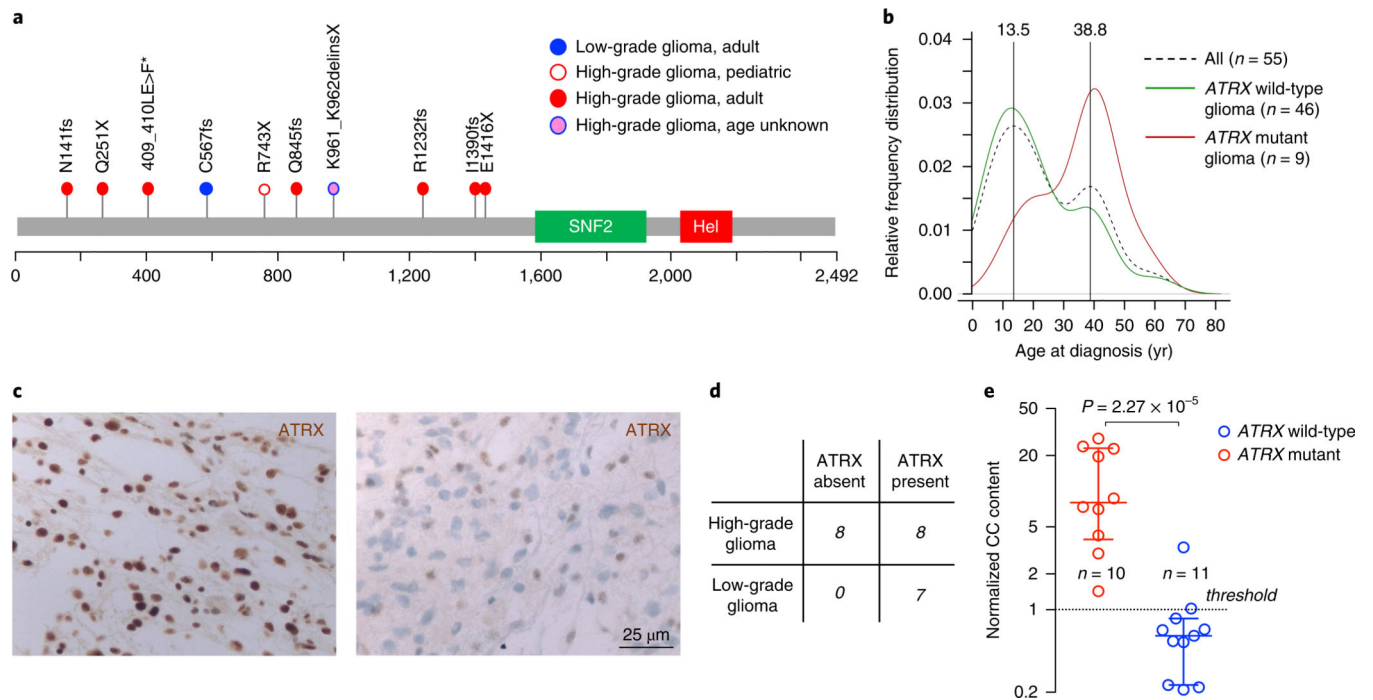 a
N141fs
Q251X
409_410LE>F*
C567fs
R743X
Q845fs
K961_K962delinsX
R1232fs
I1390fs
E1416X
Low-grade glioma, adult
High-grade glioma, pediatric
High-grade glioma, adult
High-grade glioma, age unknown
SNF2
Hel
0
400
800
1,200
1,600
2,000
2,492
b
13.5
38.8
0.04
0.03
0.02
0.01
0.00
Relative frequency distribution
0 10 20 30 40 50 60 70 80
Age at diagnosis (yr)
All (n = 55)
ATRX wild-type
glioma (n = 46)
ATRX mutant
glioma (n = 9)
c
ATRX
ATRX
25 μm
d
ATRX
absent
ATRX
present
High-grade
glioma
8
8
Low-grade
glioma
0
7
e
P = 2.27 × 10⁻⁵
ATRX wild-type
ATRX mutant
Normalized CC content
50
20
5
2
1
0.2
n = 10
n = 11
threshold